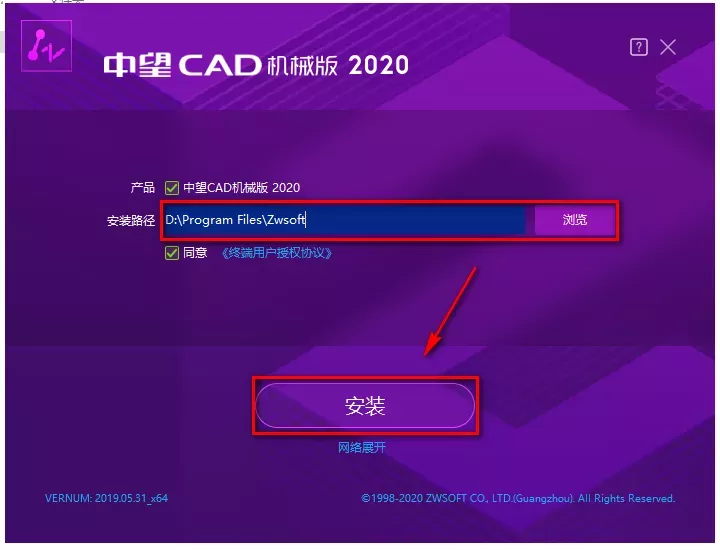 中望CAD机械版 2020
产品 中望CAD机械版 2020
安装路径 D:\Program Files\Zwsoft 浏览
同意 《终端用户授权协议》
安装
网络展开
VERNUM: 2019.05.31_x64 ©1998-2020 ZWSOFT CO., LTD.(Guangzhou). All Rights Reserved.